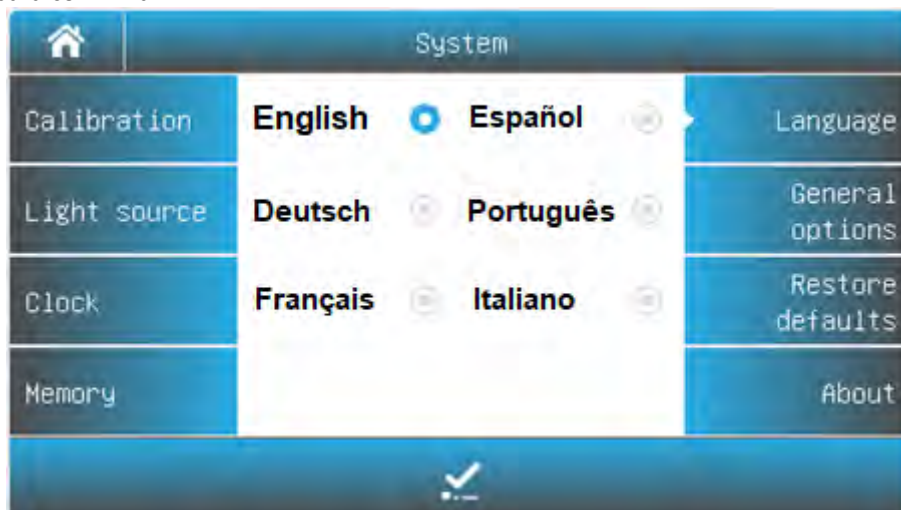 System
Calibration
English
Español
Language
Light source
Deutsch
Português
General
options
Clock
Français
Italiano
Restore
defaults
Memory
About